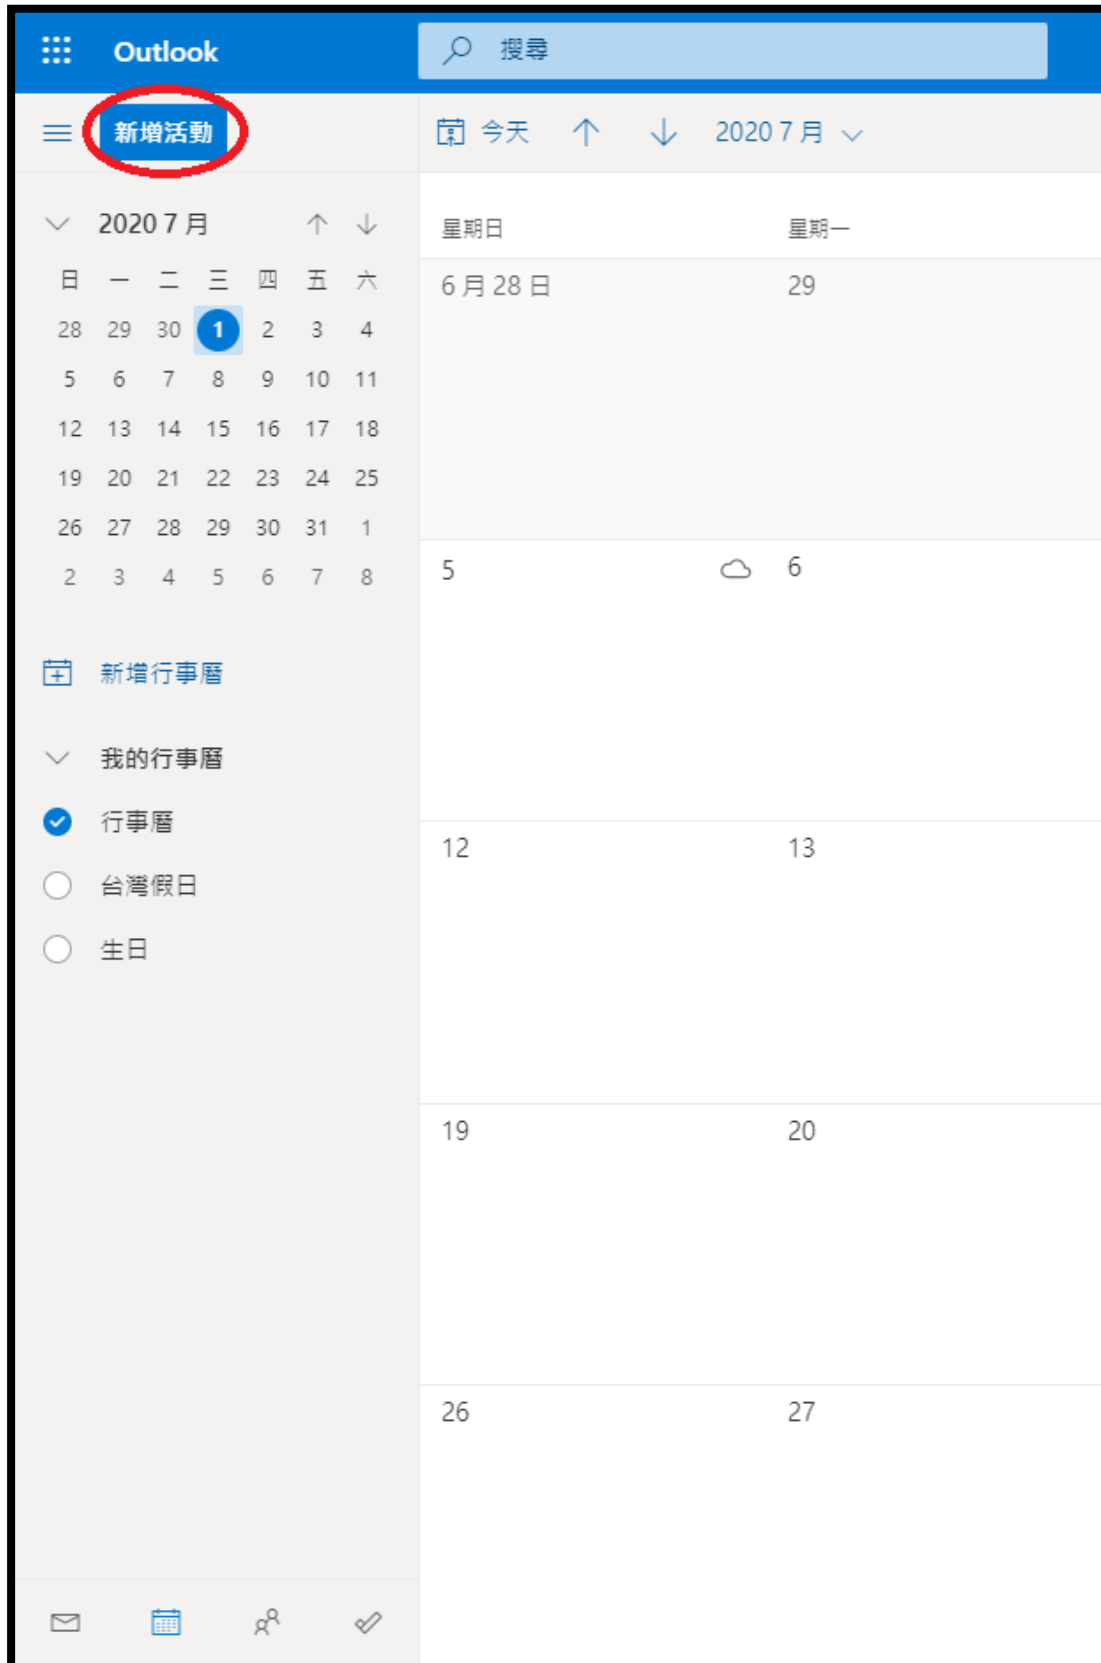 Outlook
搜尋
新增活動
今天 2020 7 月
2020 7 月
日 一 二 三 四 五 六
28 29 30 1 2 3 4
5 6 7 8 9 10 11
12 13 14 15 16 17 18
19 20 21 22 23 24 25
26 27 28 29 30 31 1
2 3 4 5 6 7 8
新增行事曆
我的行事曆
行事曆
台灣假日
生日
星期日 星期一
6 月 28 日 29
5 6
12 13
19 20
26 27